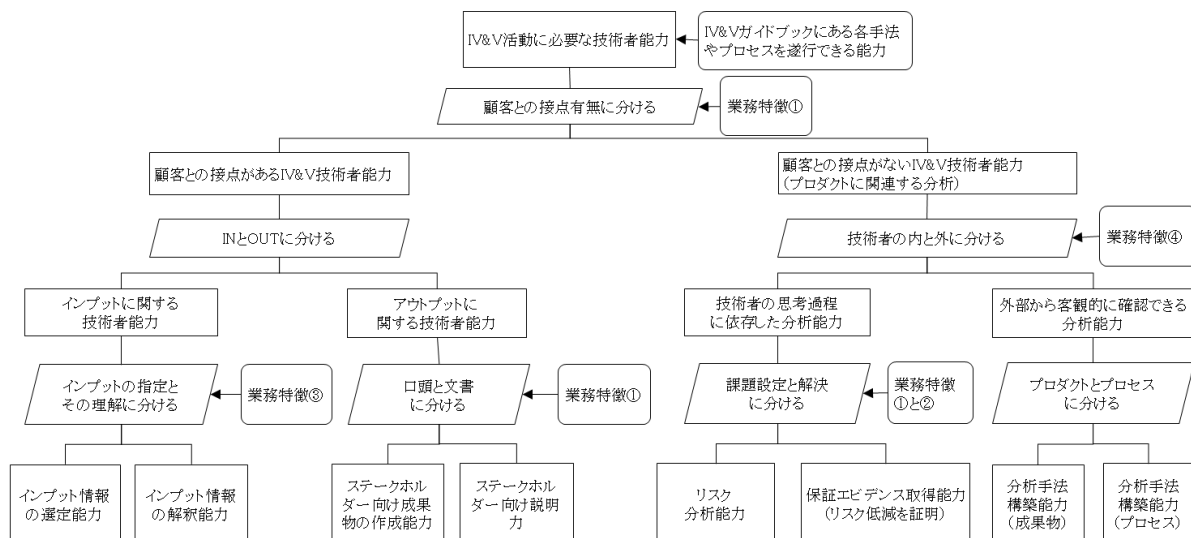 IV&V活動に必要な技術者能力
IV&Vガイドブックにある各手法
やプロセスを遂行できる能力
顧客との接点有無に分ける
業務特徴①
顧客との接点があるIV&V技術者能力
顧客との接点がないIV&V技術者能力
(プロダクトに関連する分析)
INとOUTに分ける
技術者の内と外に分ける
業務特徴④
インプットに関する
技術者能力
アウトプットに
関する技術者能力
技術者の思考過程
に依存した分析能力
外部から客観的に確認できる
分析能力
インプットの指定と
その理解に分ける
業務特徴③
口頭と文書
に分ける
業務特徴①
課題設定と解決
に分ける
業務特徴
①と②
プロダクトとプロセス
に分ける
インプット情報
の選定能力
インプット情報
の解釈能力
ステークホル
ダー向け成果
物の作成能力
ステークホル
ダー向け説明
力
リスク
分析能力
保証エビデンス取得能力
(リスク低減を証明)
分析手法
構築能力
(成果物)
分析手法
構築能力
(プロセス)